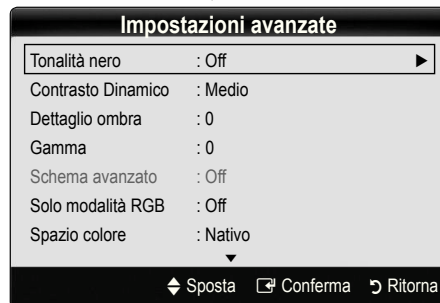 Impostazioni avanzate
Tonalità nero : Off ►
Contrasto Dinamico : Medio
Dettaglio ombra : 0
Gamma : 0
Schema avanzato : Off
Solo modalità RGB : Off
Spazio colore : Nativo
▼
Sposta Conferma Ritorna